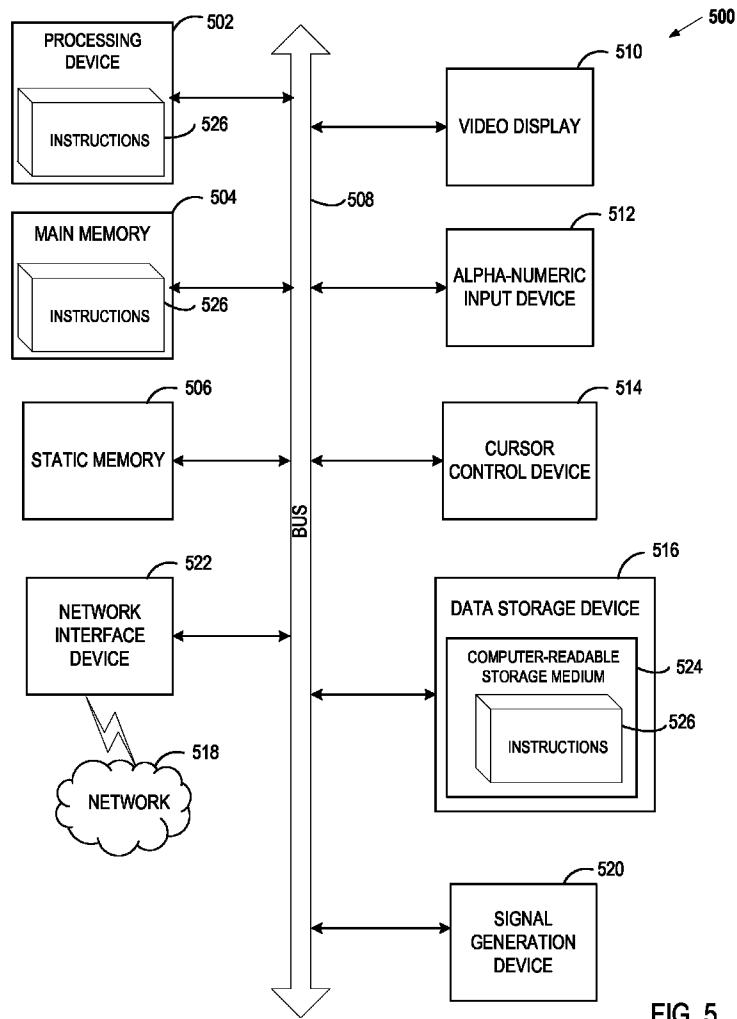 500
502
PROCESSING
DEVICE
INSTRUCTIONS
526
504
MAIN MEMORY
INSTRUCTIONS
526
506
STATIC MEMORY
522
NETWORK
INTERFACE
DEVICE
518
NETWORK
508
BUS
510
VIDEO DISPLAY
512
ALPHA-NUMERIC
INPUT DEVICE
514
CURSOR
CONTROL DEVICE
516
DATA STORAGE DEVICE
COMPUTER-READABLE
STORAGE MEDIUM
524
INSTRUCTIONS
526
520
SIGNAL
GENERATION
DEVICE
FIG. 5